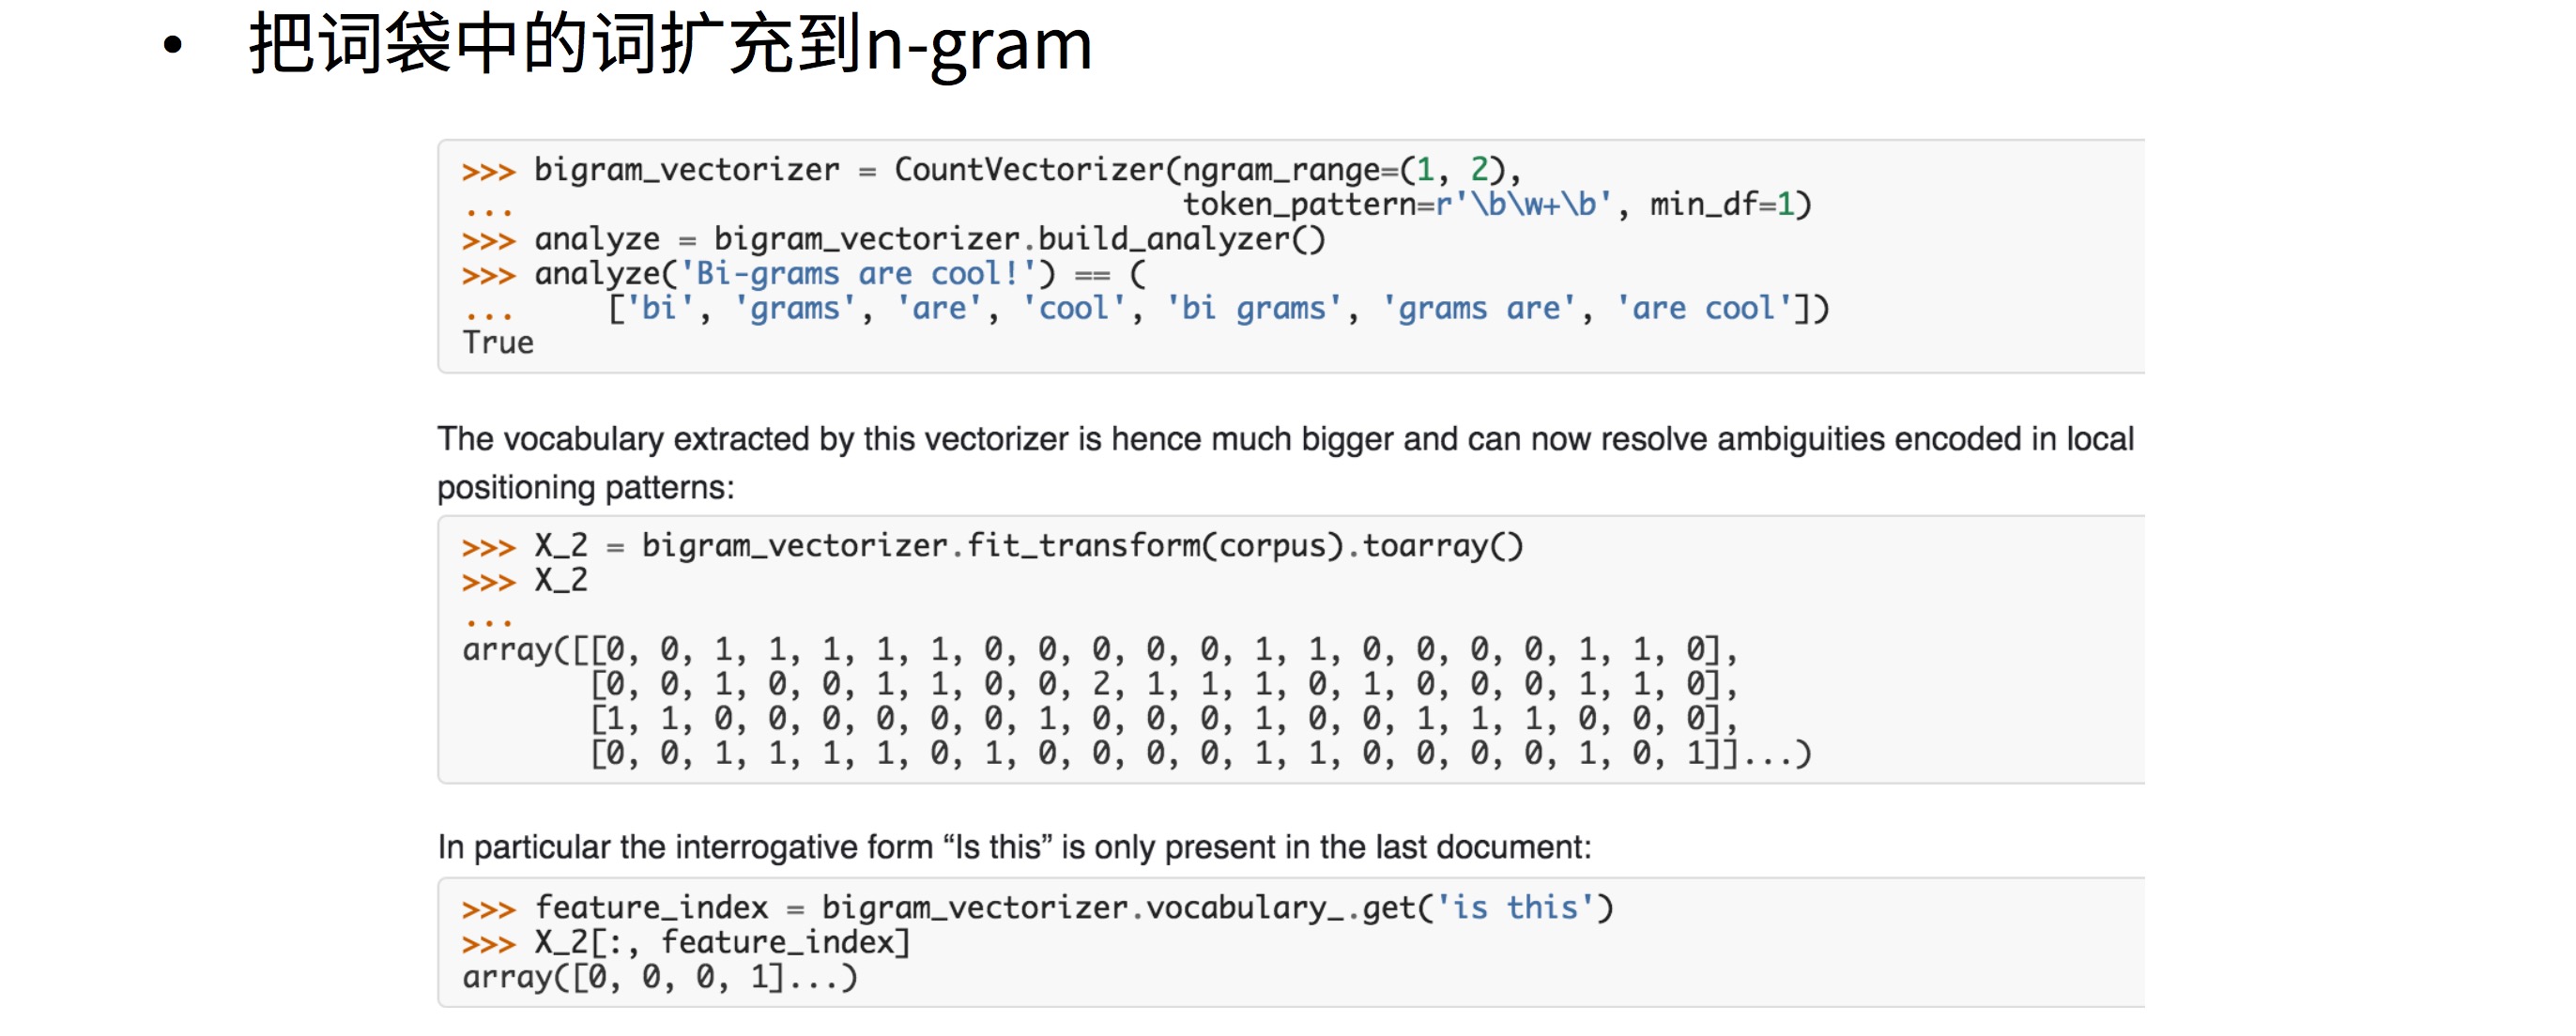 • 把词袋中的词扩充到n-gram
>>> bigram_vectorizer = CountVectorizer(ngram_range=(1, 2),
...                                     token_pattern=r'\b\w+\b', min_df=1)
>>> analyze = bigram_vectorizer.build_analyzer()
>>> analyze('Bi-grams are cool!') == (
...     ['bi', 'grams', 'are', 'cool', 'bi grams', 'grams are', 'are cool'])
True
The vocabulary extracted by this vectorizer is hence much bigger and can now resolve ambiguities encoded in local
positioning patterns:
>>> X_2 = bigram_vectorizer.fit_transform(corpus).toarray()
>>> X_2
...
array([[0, 0, 1, 1, 1, 1, 1, 0, 0, 0, 0, 0, 1, 1, 0, 0, 0, 0, 1, 1, 0],
       [0, 0, 1, 0, 0, 1, 1, 0, 0, 2, 1, 1, 1, 0, 1, 0, 0, 0, 1, 1, 0],
       [1, 1, 0, 0, 0, 0, 0, 0, 1, 0, 0, 0, 1, 0, 0, 1, 1, 1, 0, 0, 0],
       [0, 0, 1, 1, 1, 1, 0, 1, 0, 0, 0, 0, 1, 1, 0, 0, 0, 0, 1, 0, 1]]...)
In particular the interrogative form “Is this” is only present in the last document:
>>> feature_index = bigram_vectorizer.vocabulary_.get('is this')
>>> X_2[:, feature_index]
array([0, 0, 0, 1]...)